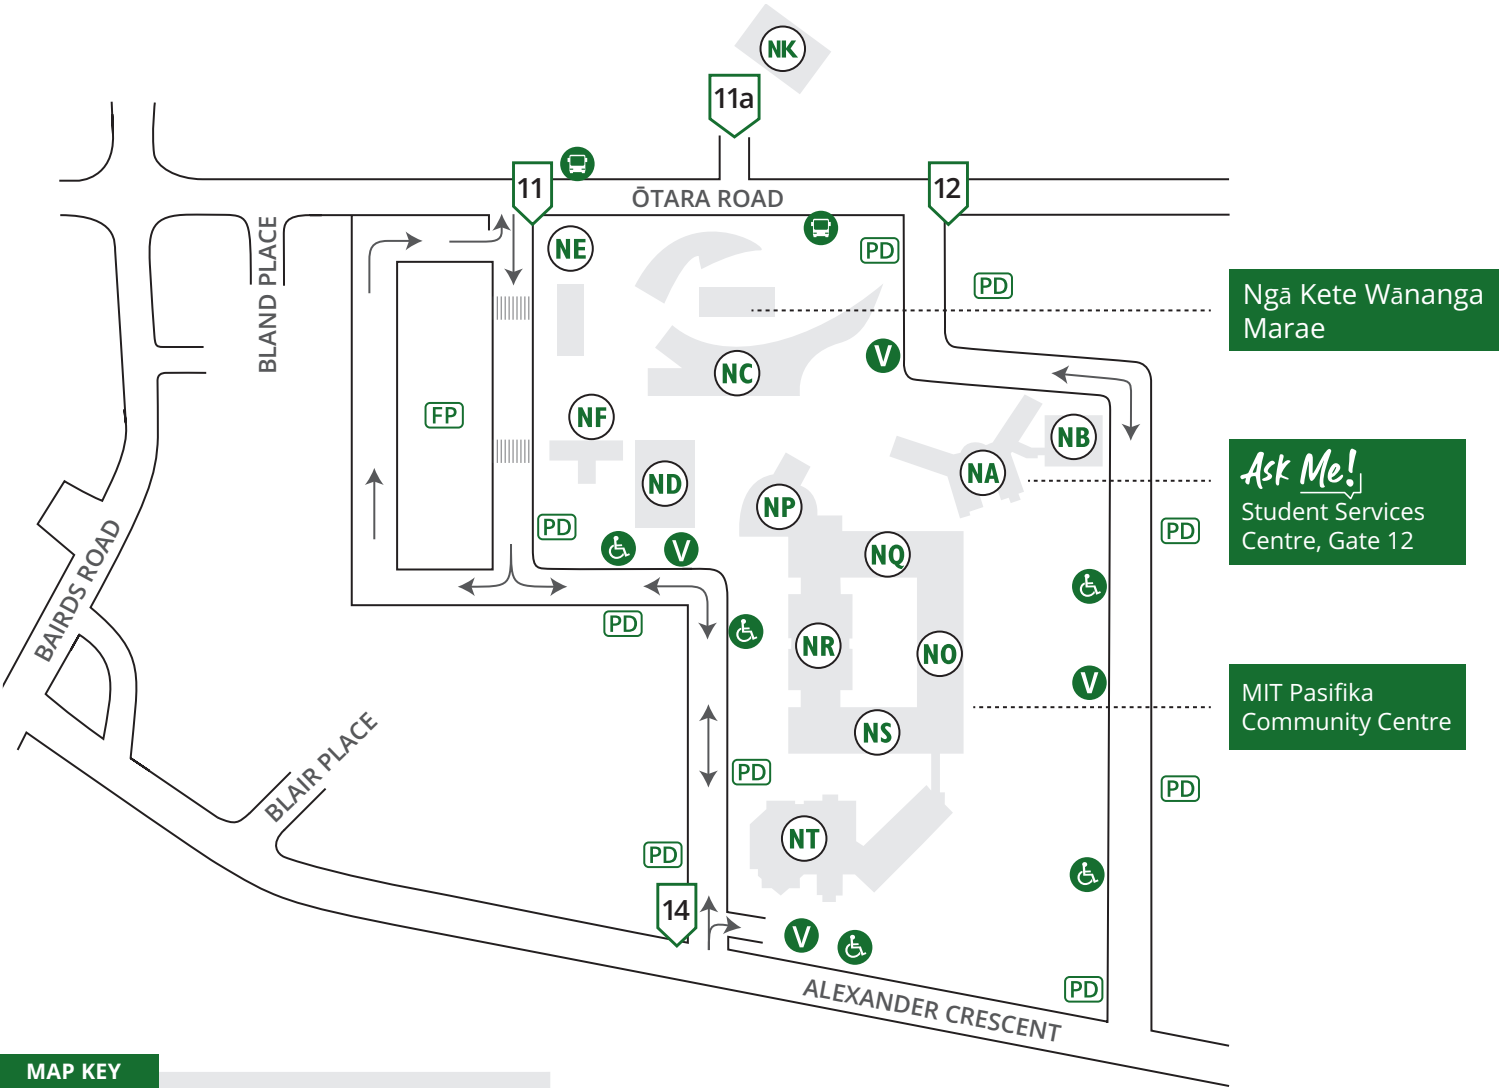 NK
11a
11
ŌTARA ROAD
12
BLAND PLACE
NE
PD
PD
Ngā Kete Wānanga
Marae
V
NC
FP
NF
NB
ND
NA
Ask Me!
Student Services
Centre, Gate 12
NP
PD
V
PD
NQ
BAIRDS ROAD
PD
NR
NO
V
MIT Pasifika
Community Centre
NS
BLAIR PLACE
PD
PD
NT
PD
14
V
PD
ALEXANDER CRESCENT
MAP KEY